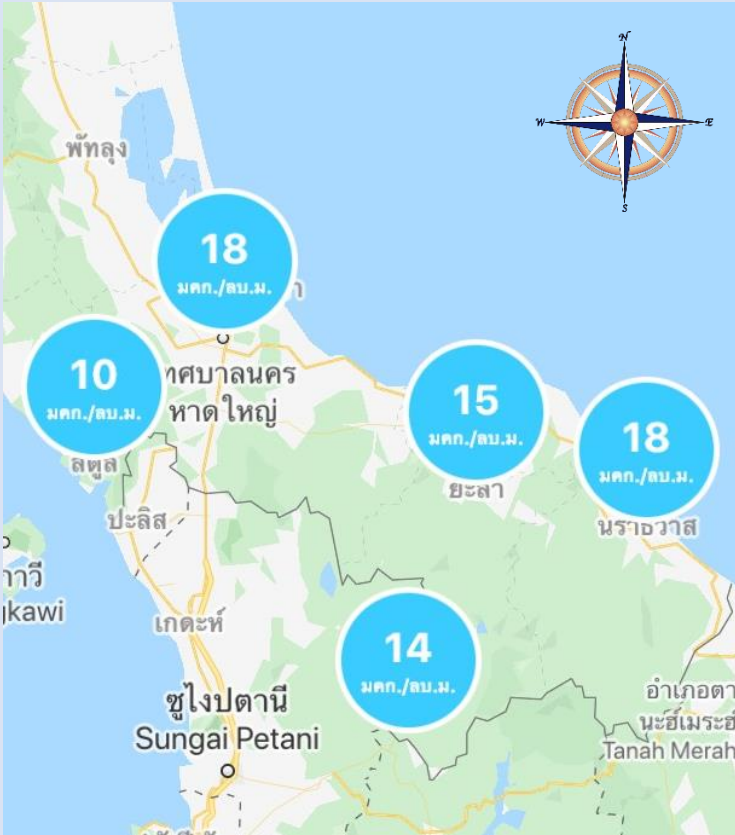 N
W
E
S
พัทลุง
18
มคก./ลบ.ม.
10
มคก./ลบ.ม.
ทศบาลนคร
หาดใหญ่
15
มคก./ลบ.ม.
18
มคก./ลบ.ม.
สตูล
ยะลา
ปะลิส
นราธิวาส
กาวี
gkawi
เกดะห์
14
มคก./ลบ.ม.
ซูไงปตานี
Sungai Petani
อำเภอตา
นะฮ์เมระฮ์
Tanah Merah